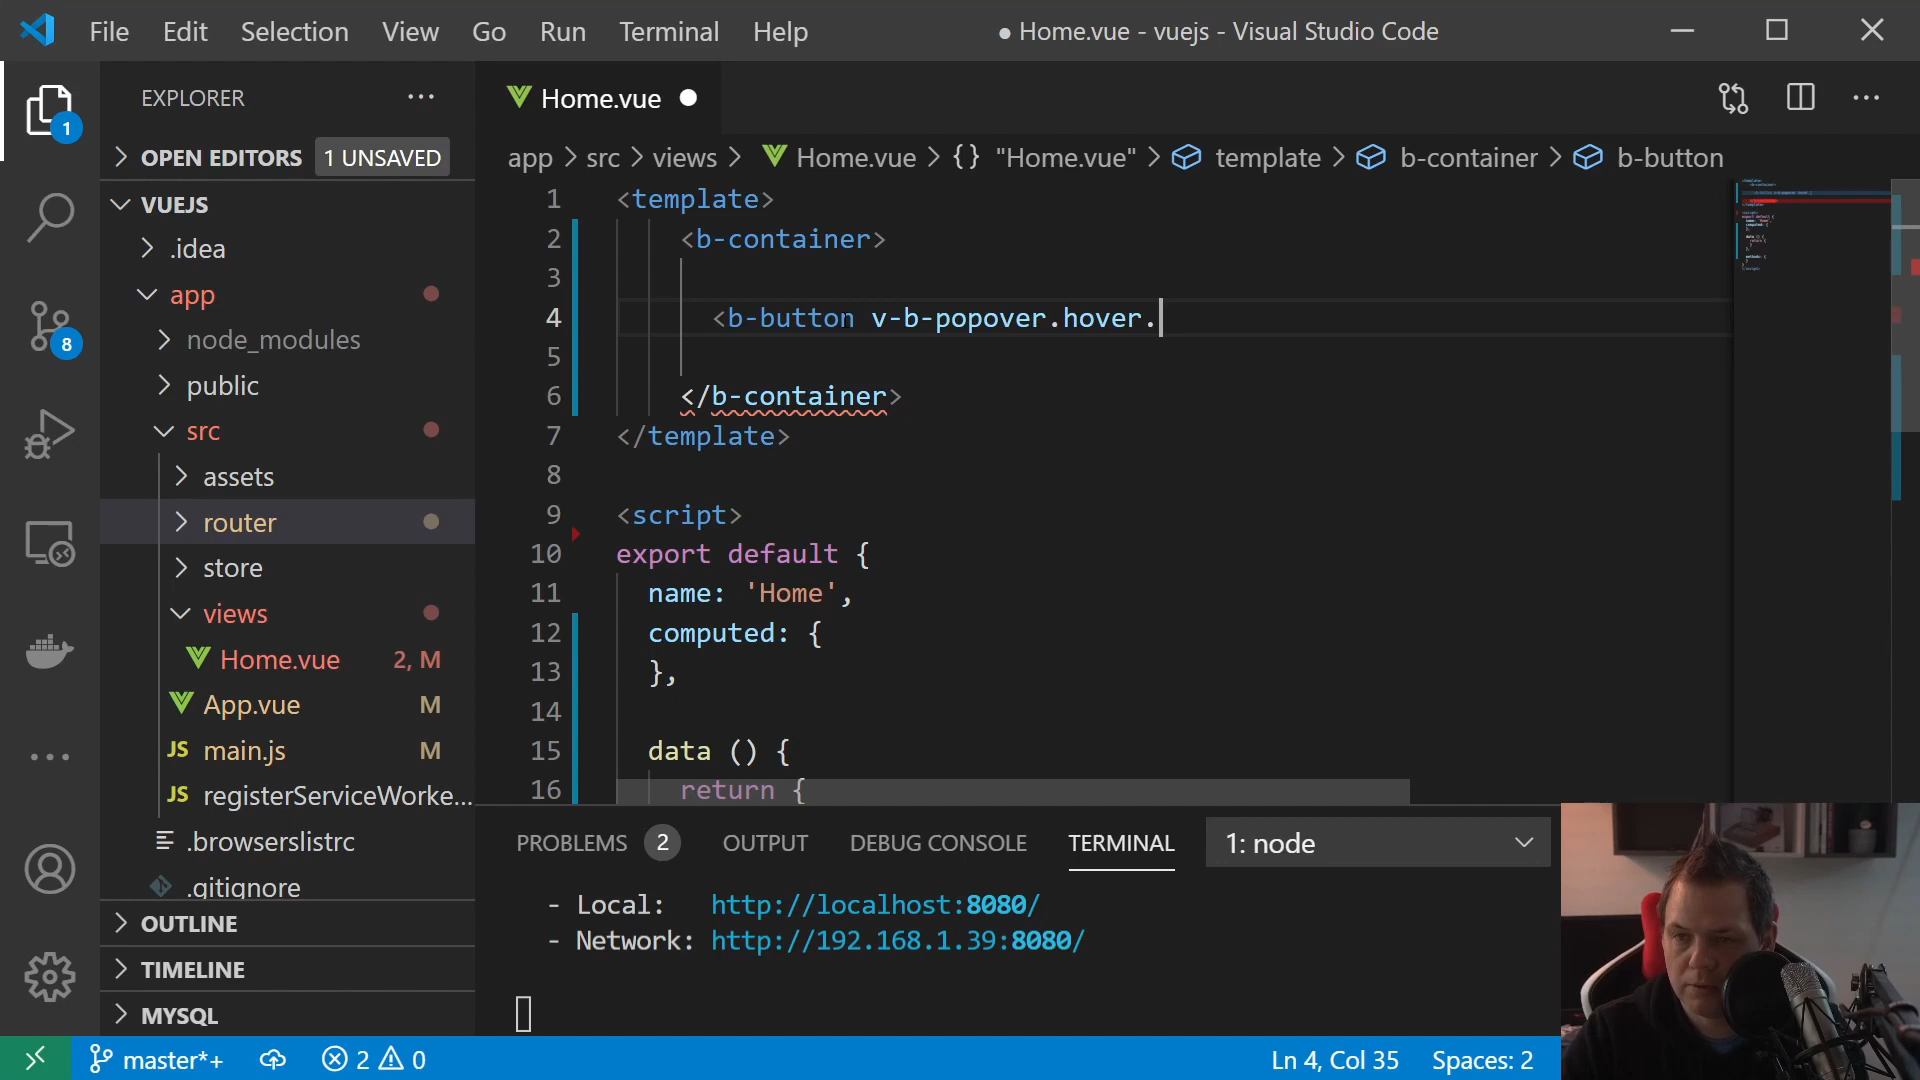 File Edit Selection View Go Run Terminal Help ● Home.vue - vuejs - Visual Studio Code
EXPLORER ...
OPEN EDITORS 1 UNSAVED
VUEJS
.idea
app
node_modules
public
src
assets
router
store
views
Home.vue 2, M
App.vue M
JS main.js M
JS registerServiceWorke...
.browserslistrc
.gitignore
OUTLINE
TIMELINE
MYSQL
1
8
Home.vue ●
app > src > views > Home.vue > {} "Home.vue" > template > b-container > b-button
1 <template>
2 <b-container>
3
4 <b-button v-b-popover.hover.
5
6 </b-container>
7 </template>
8
9 <script>
10 export default {
11 name: 'Home',
12 computed: {
13 },
14
15 data () {
16 return {
PROBLEMS 2 OUTPUT DEBUG CONSOLE TERMINAL 1: node
- Local: http://localhost:8080/
- Network: http://192.168.1.39:8080/
master*+ 2 0 Ln 4, Col 35 Spaces: 2